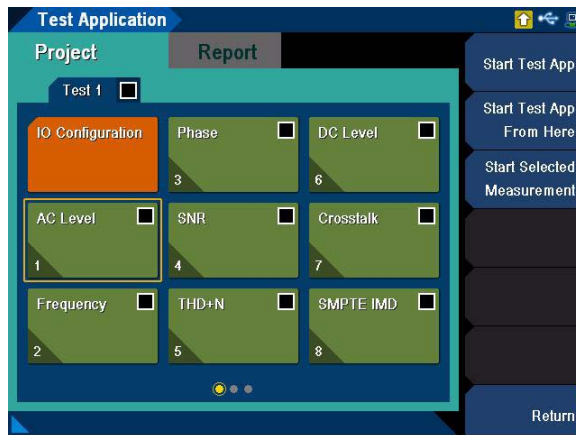 Test Application
Project
Report
Test 1
IO Configuration
Phase
3
DC Level
6
AC Level
1
SNR
4
Crosstalk
7
Frequency
2
THD+N
5
SMPTE IMD
8
Start Test App
Start Test App
From Here
Start Selected
Measurement
Return